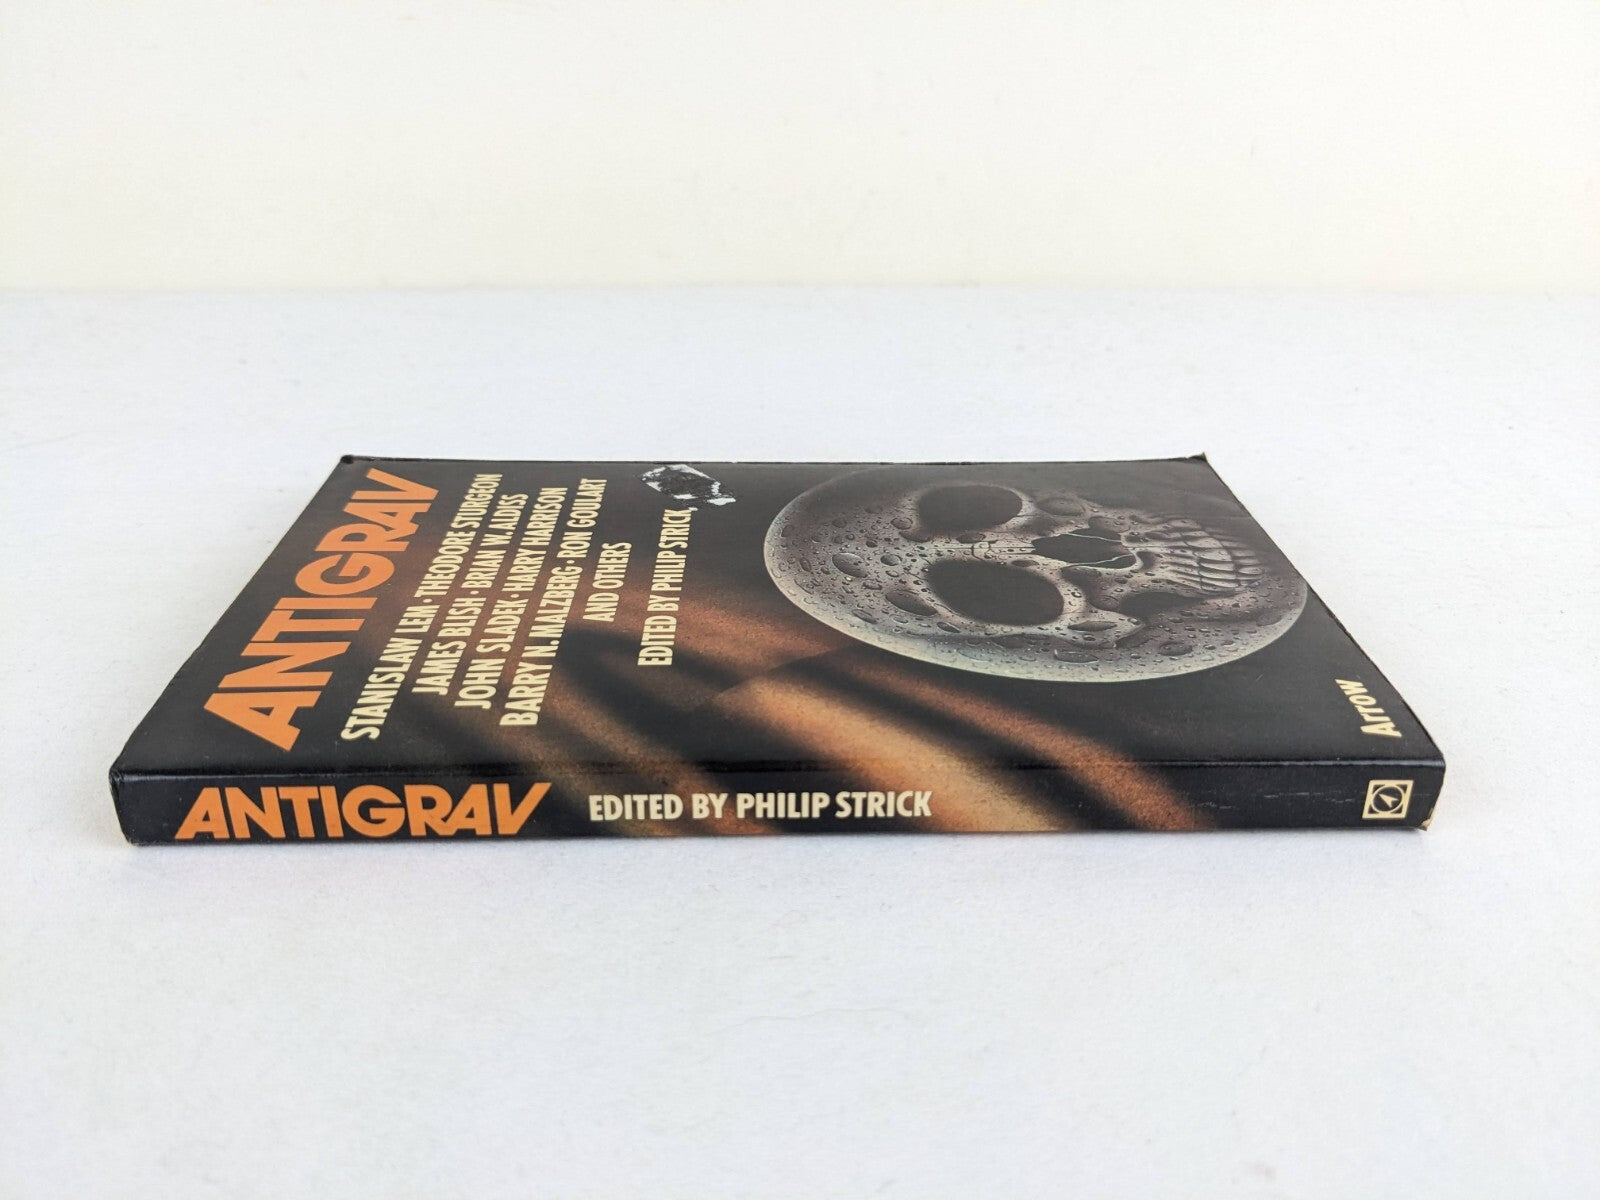 ANTIGRAV
STANISLAW LEM · THEODORE STURGEON
JAMES BLISH · BRIAN W. ALDISS
JOHN SLADEK · HARRY HARRISON
BARRY N. MALZBERG · RON GOULART
AND OTHERS
EDITED BY PHILIP STRICK,
Arrow
ANTIGRAV EDITED BY PHILIP STRICK